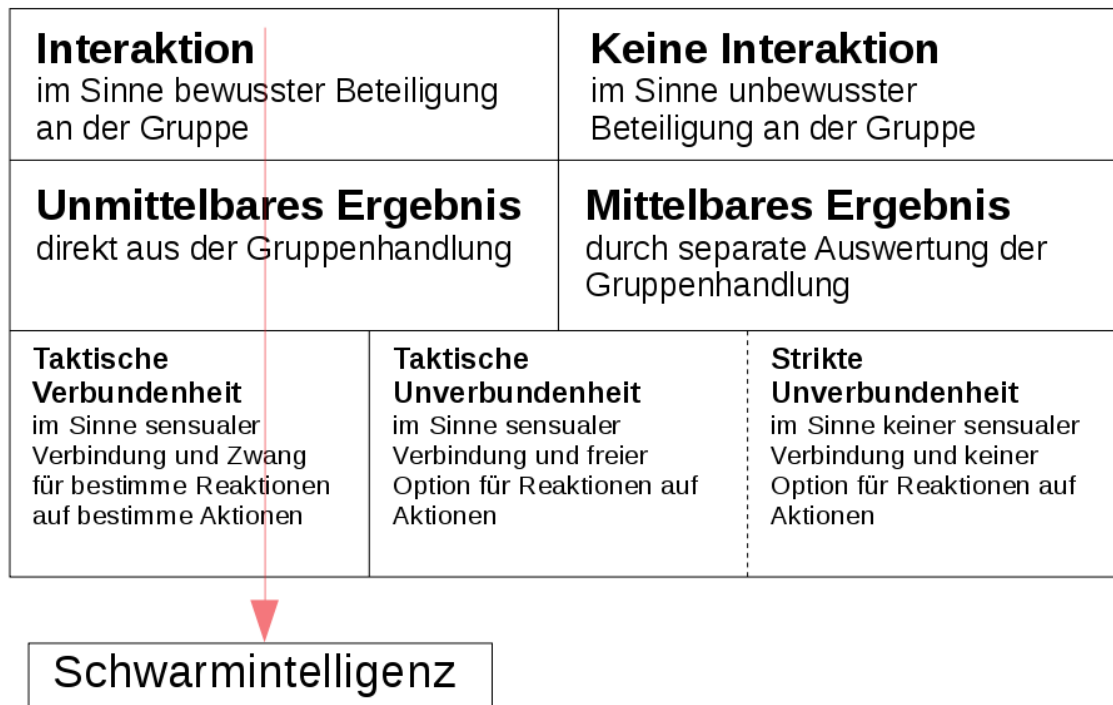 Interaktion
im Sinne bewusster Beteiligung
an der Gruppe
Keine Interaktion
im Sinne unbewusster
Beteiligung an der Gruppe
Unmittelbares Ergebnis
direkt aus der Gruppenhandlung
Mittelbares Ergebnis
durch separate Auswertung der
Gruppenhandlung
Taktische
Verbundenheit
im Sinne sensualer
Verbindung und Zwang
für bestimme Reaktionen
auf bestimme Aktionen
Taktische
Unverbundenheit
im Sinne sensualer
Verbindung und freier
Option für Reaktionen auf
Aktionen
Strikte
Unverbundenheit
im Sinne keiner sensualer
Verbindung und keiner
Option für Reaktionen auf
Aktionen
Schwarmintelligenz